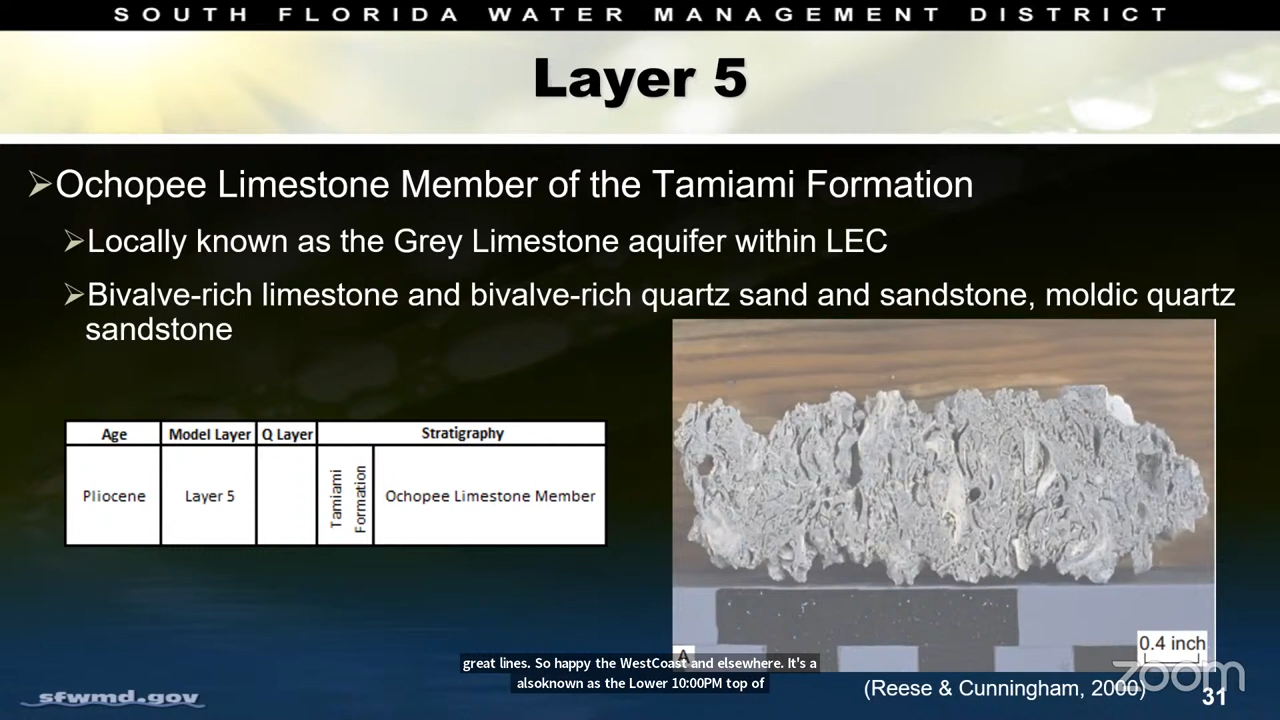 SOUTH FLORIDA WATER MANAGEMENT DISTRICT
Layer 5
Ochopee Limestone Member of the Tamiami Formation
Locally known as the Grey Limestone aquifer within LEC
Bivalve-rich limestone and bivalve-rich quartz sand and sandstone, moldic quartz
sandstone
Age Model Layer Q Layer Stratigraphy
Pliocene Layer 5 Tamiami Formation Ochopee Limestone Member
A
0.4 inch
great lines. So happy the WestCoast and elsewhere. It's a
alsoknown as the Lower 10:00PM top of
(Reese & Cunningham, 2000)
zoom
31
sfwmd.gov